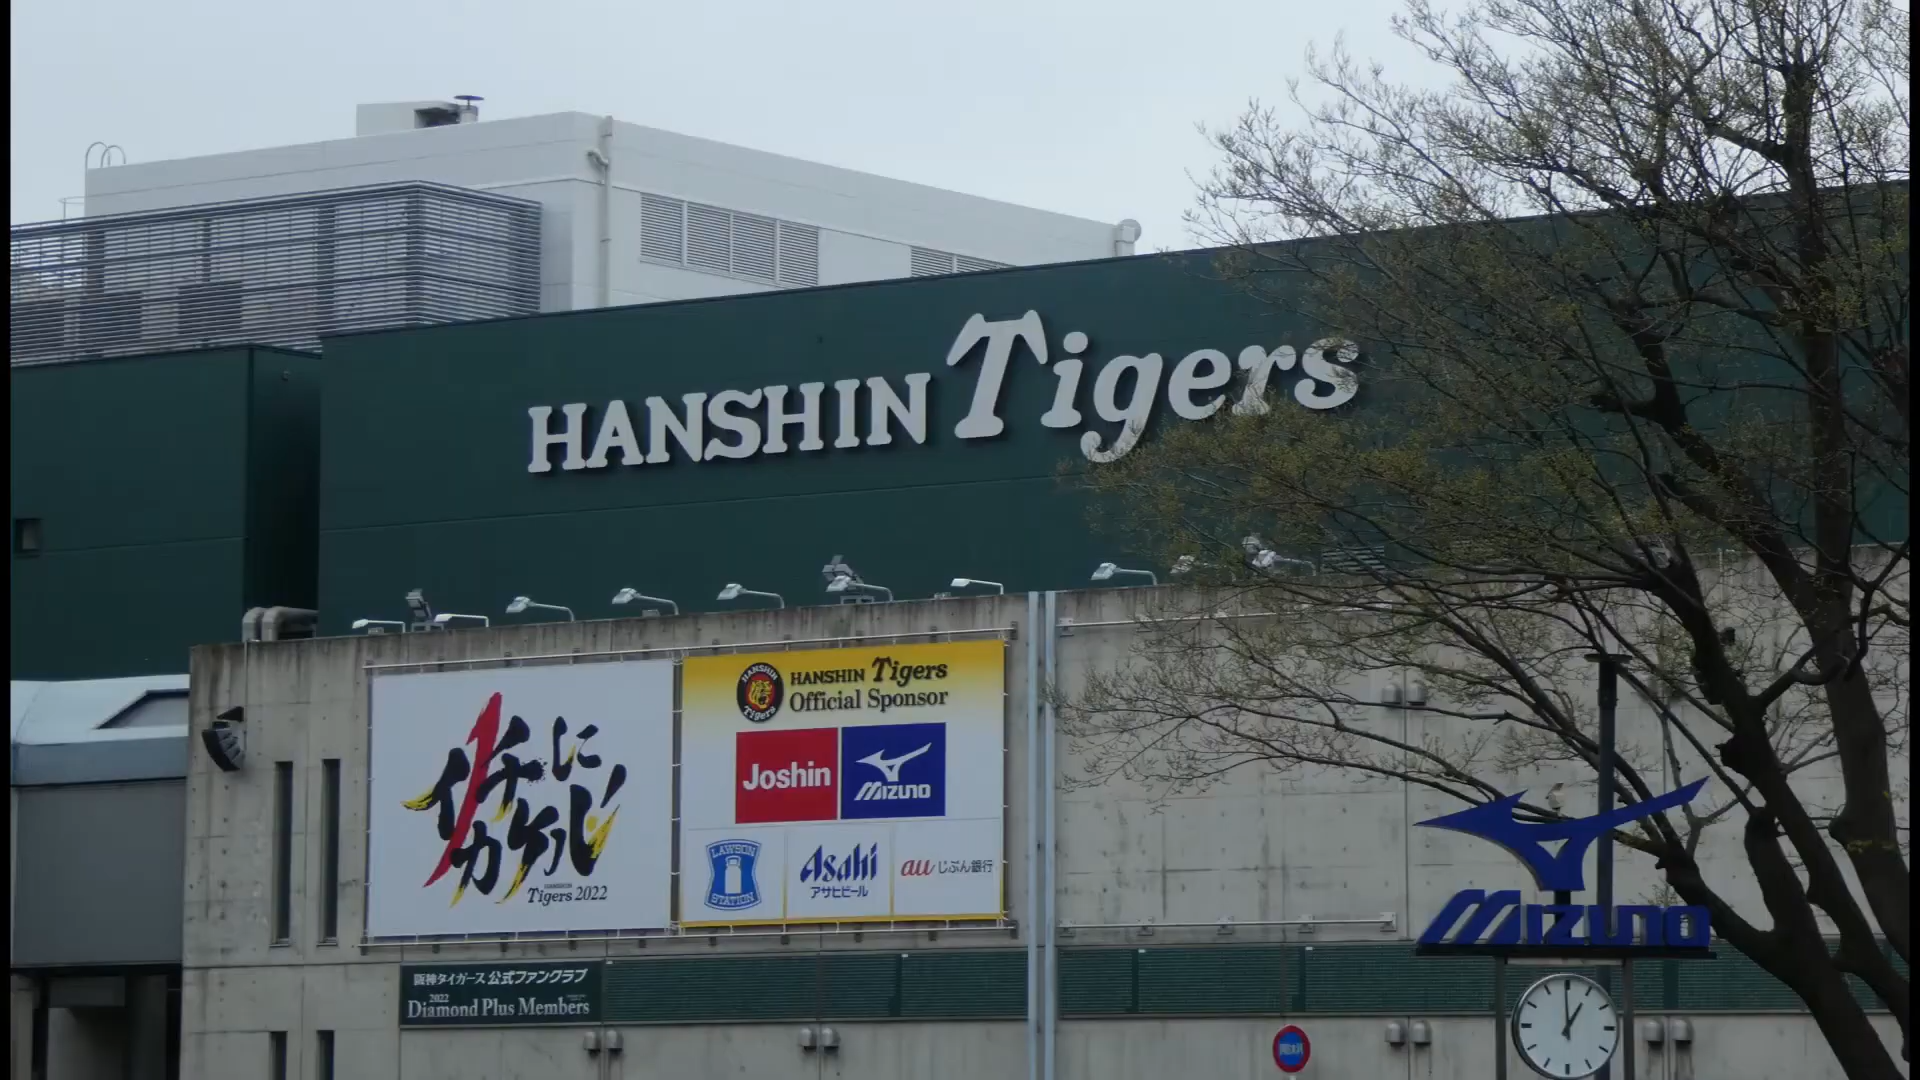 HANSHIN Tigers
イチにカケル!
Tigers 2022
HANSHIN Tigers
HANSHIN Tigers
Official Sponsor
Joshin
MIZUNO
LAWSON
STATION
Asahi
アサヒビール
au じぶん銀行
MIZUNO
阪神タイガース 公式ファンクラブ
2022
Diamond Plus Members